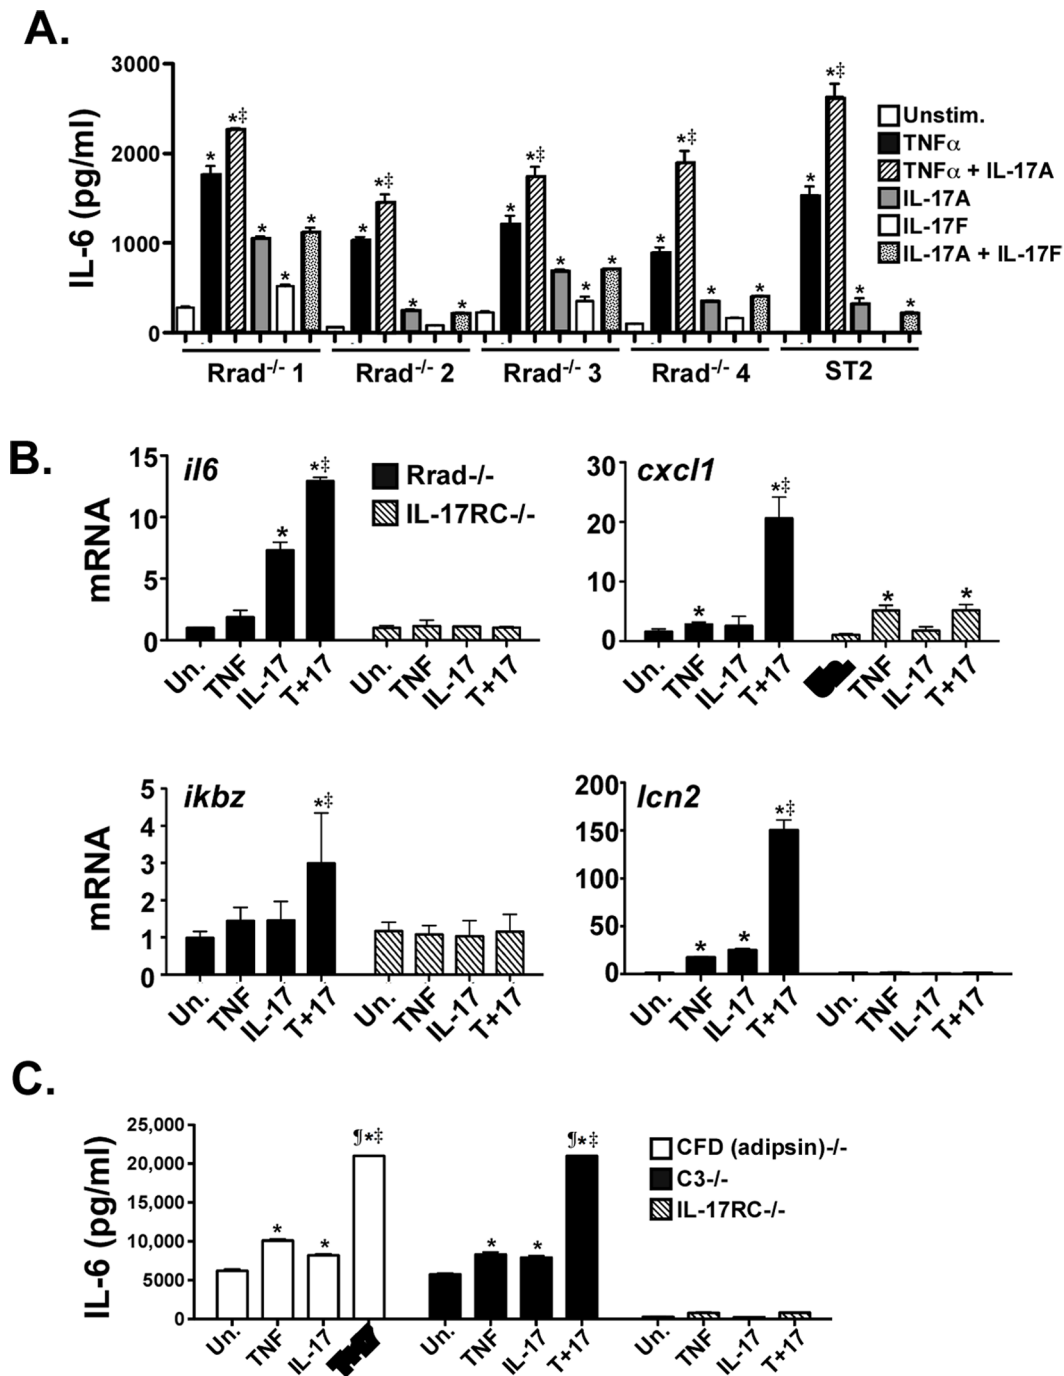 A.
IL-6 (pg/ml)
3000
2000
1000
0
* *‡ * * *
* *‡ * *
* *‡ * * *
* *‡ * *
* *‡ * *
Unstim.
TNFα
TNFα + IL-17A
IL-17A
IL-17F
IL-17A + IL-17F
Rrad-/- 1 Rrad-/- 2 Rrad-/- 3 Rrad-/- 4 ST2
B.
mRNA
15
10
5
0
il6
* *‡
Rrad-/-
IL-17RC-/-
Un. TNF IL-17 T+17 Un. TNF IL-17 T+17
30
20
10
0
cxcl1
* *‡ * *
Un. TNF IL-17 T+17 TNF IL-17 T+17
mRNA
5
4
3
2
1
0
ikbz
*‡
Un. TNF IL-17 T+17 Un. TNF IL-17 T+17
200
150
100
50
0
lcn2
* * *‡
Un. TNF IL-17 T+17 Un. TNF IL-17 T+17
C.
IL-6 (pg/ml)
25,000
20,000
15,000
10,000
5000
0
* * ¶*‡ * * ¶*‡
CFD (adipsin)-/-
C3-/-
IL-17RC-/-
Un. TNF IL-17 Un. TNF IL-17 T+17 Un. TNF IL-17 T+17